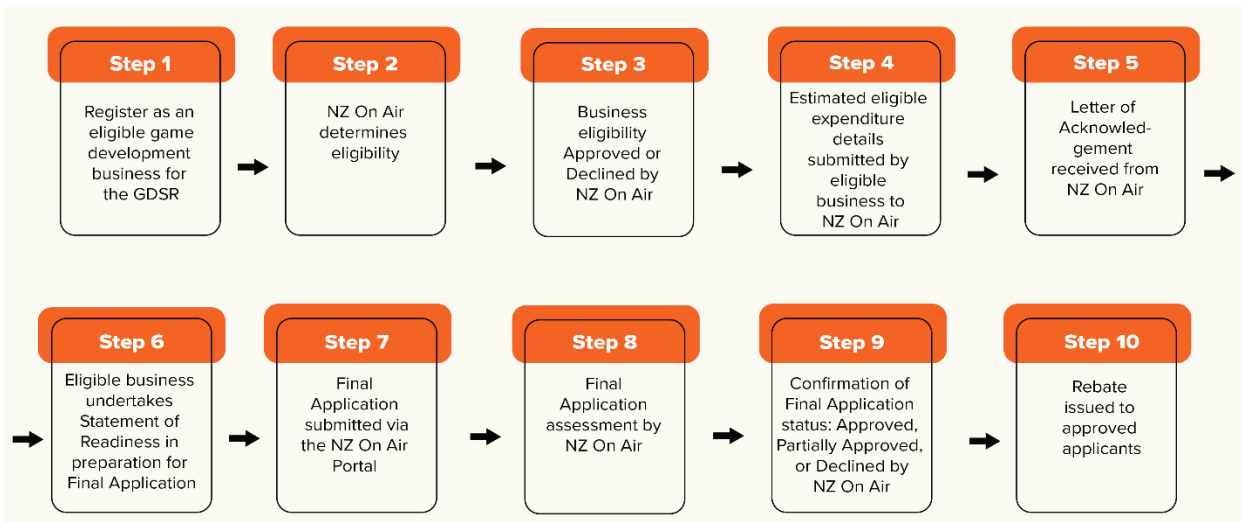 Step 1
Register as an
eligible game
development
business for
the GDSR
Step 2
NZ On Air
determines
eligibility
Step 3
Business
eligibility
Approved or
Declined by
NZ On Air
Step 4
Estimated eligible
expenditure
details
submitted by
eligible
business to
NZ On Air
Step 5
Letter of
Acknowled-
gement
received from
NZ On Air
Step 6
Eligible business
undertakes
Statement of
Readiness in
preparation for
Final Application
Step 7
Final
Application
submitted via
the NZ On Air
Portal
Step 8
Final
Application
assessment by
NZ On Air
Step 9
Confirmation of
Final Application
status: Approved,
Partially Approved,
or Declined by
NZ On Air
Step 10
Rebate
issued to
approved
applicants